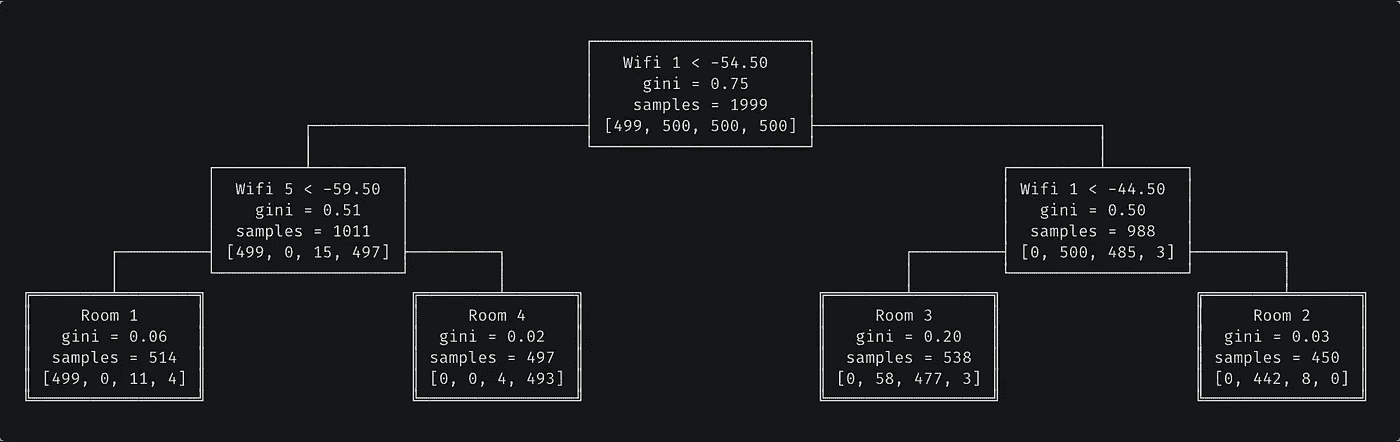 Wifi 1 < -54.50
gini = 0.75
samples = 1999
[499, 500, 500, 500]
Wifi 5 < -59.50
gini = 0.51
samples = 1011
[499, 0, 15, 497]
Wifi 1 < -44.50
gini = 0.50
samples = 988
[0, 500, 485, 3]
Room 1
gini = 0.06
samples = 514
[499, 0, 11, 4]
Room 4
gini = 0.02
samples = 497
[0, 0, 4, 493]
Room 3
gini = 0.20
samples = 538
[0, 58, 477, 3]
Room 2
gini = 0.03
samples = 450
[0, 442, 8, 0]